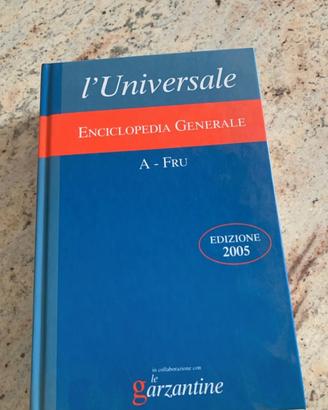 l'Universale
ENCICLOPEDIA GENERALE
A - FRU
EDIZIONE
2005
in collaborazione con
le
garzantine